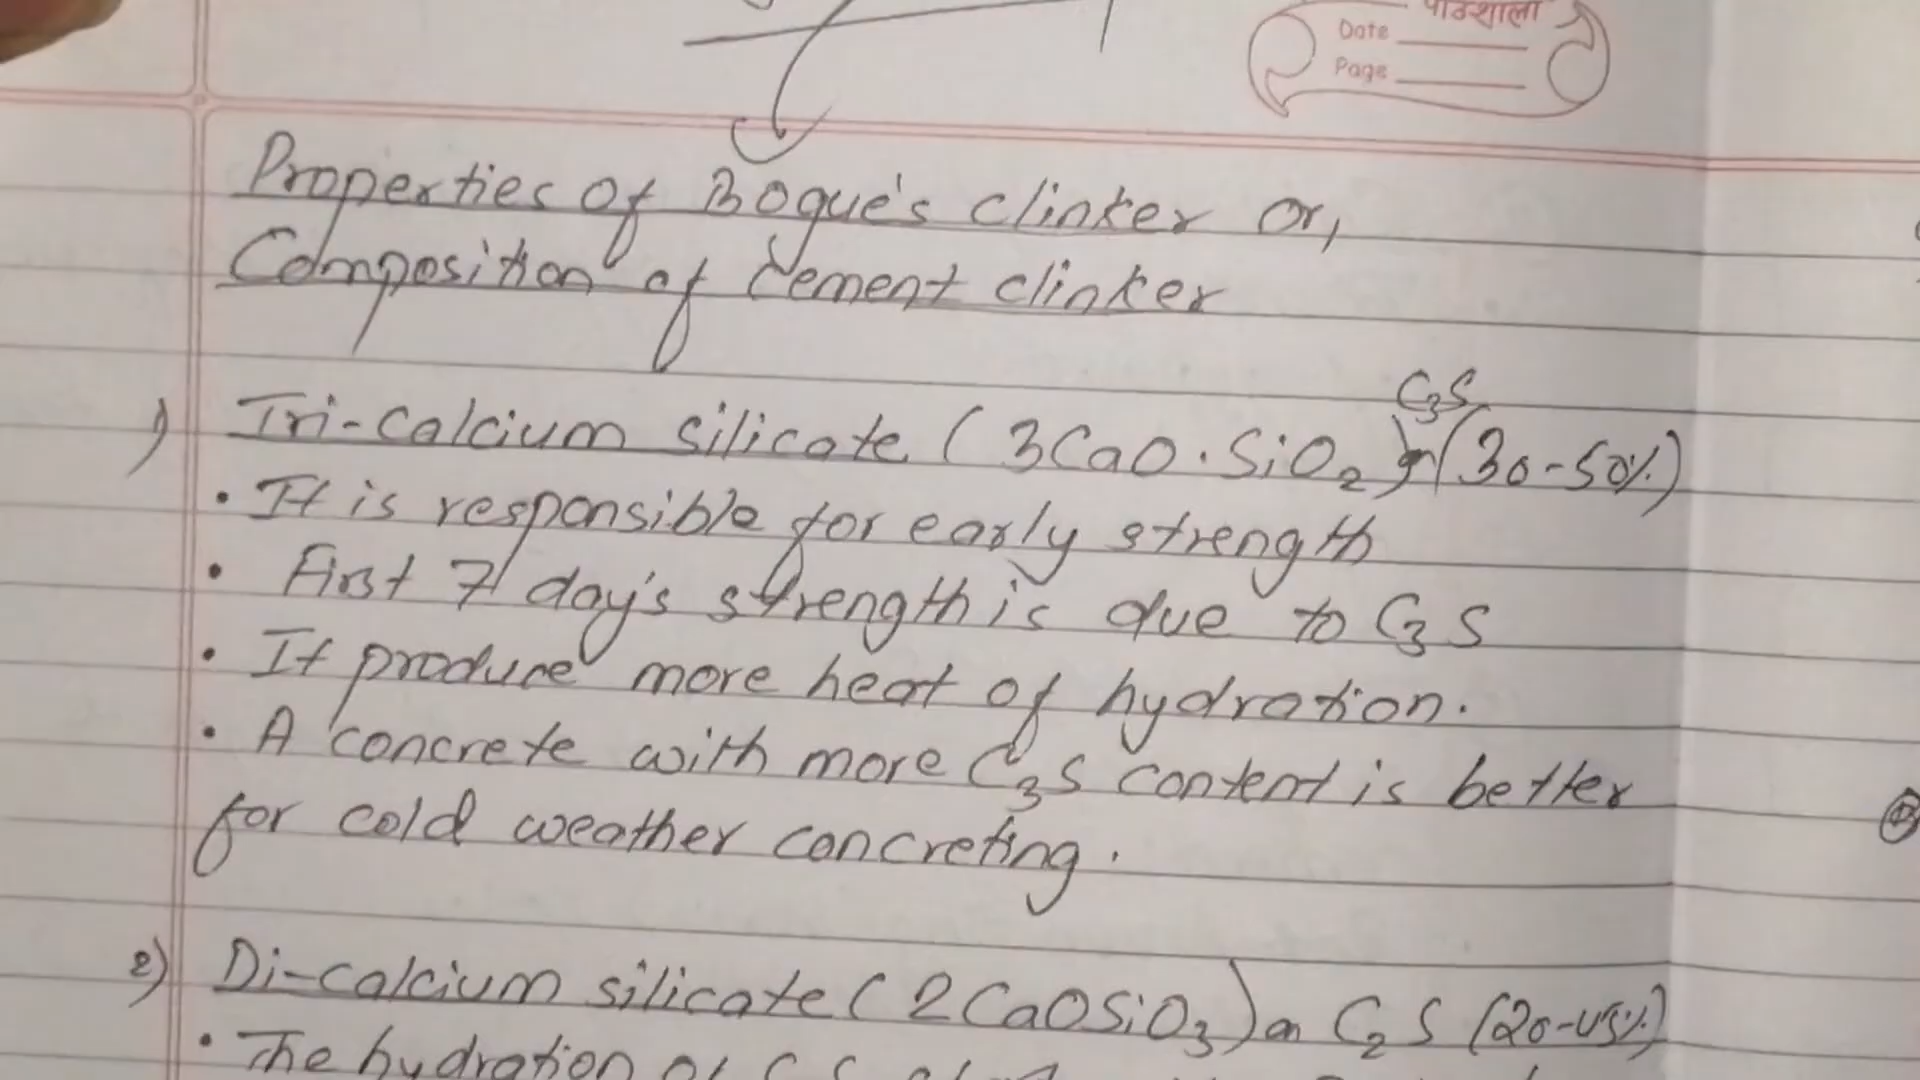 पाठशाला
Date
Page
Properties of Bogue's clinker or,
Composition of cement clinker
C3S
1) Tri-calcium silicate (3CaO.SiO2) or (30-50%)
• It is responsible for early strength
• First 7 day's strength is due to C3S
• It produce more heat of hydration.
• A concrete with more C3S content is better
for cold weather concreting.
2) Di-calcium silicate (2CaOSiO3) or C2S (20-45%)
• The hydration of